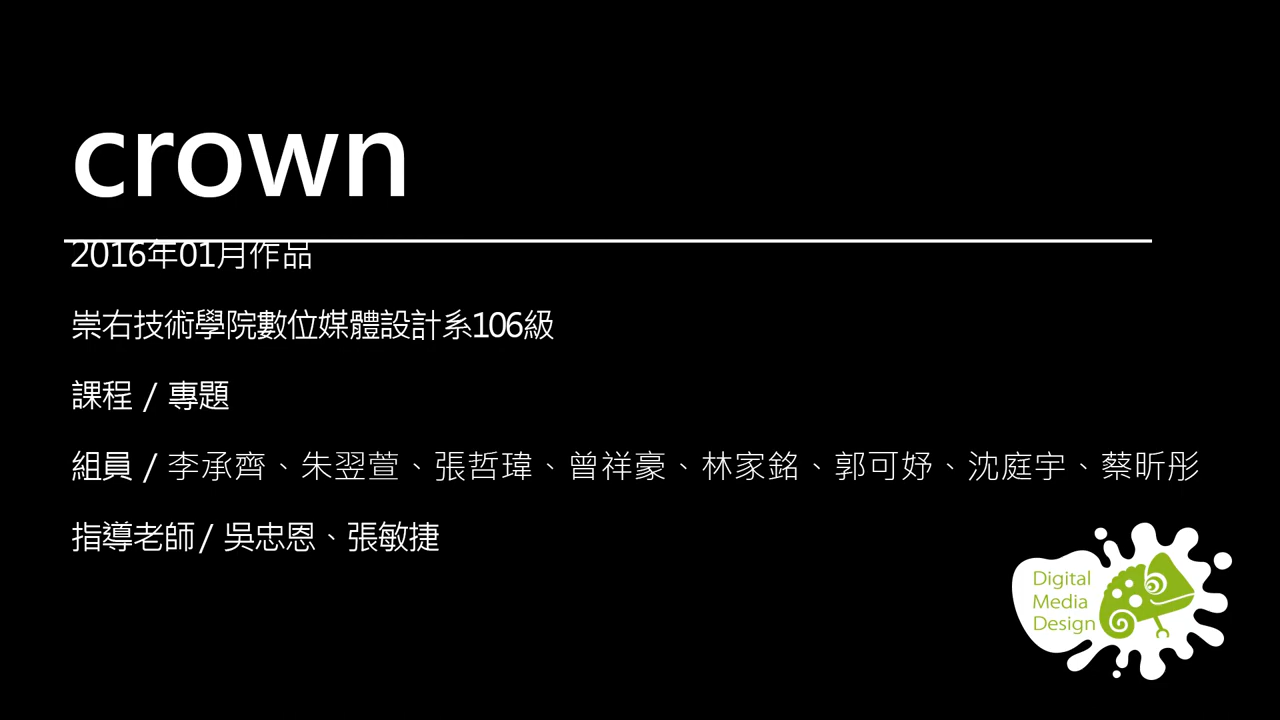 crown
2016年01月作品
崇右技術學院數位媒體設計系106級
課程 / 專題
組員 / 李承齊、朱翌萱、張哲瑋、曾祥豪、林家銘、郭可妤、沈庭宇、蔡昕彤
指導老師/ 吳忠恩、張敏捷
Digital
Media
Design